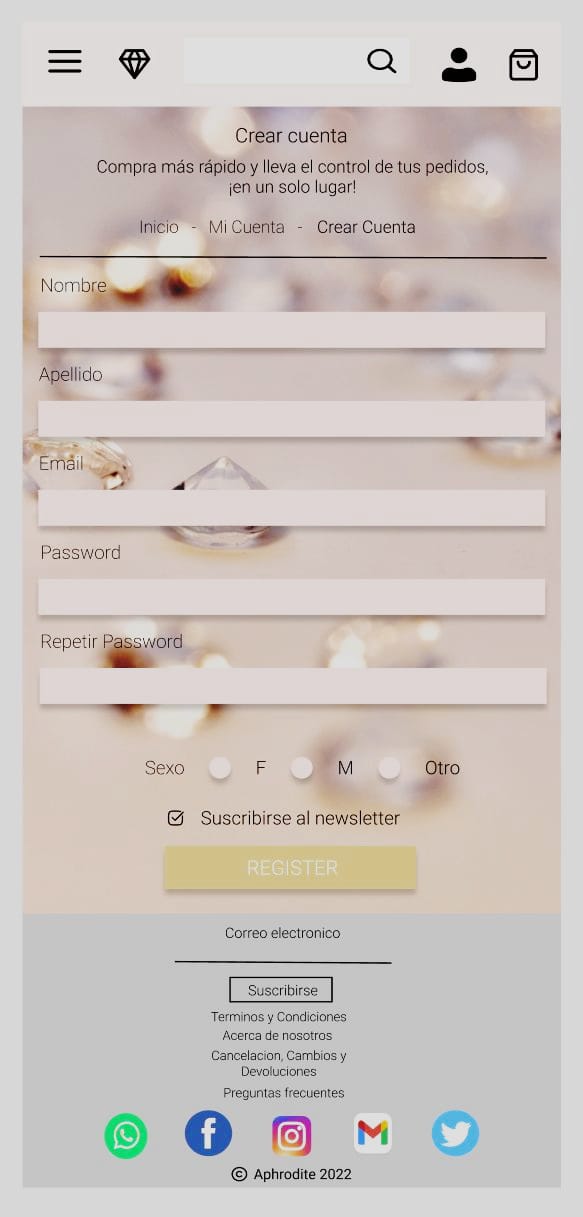 Crear cuenta
Compra más rápido y lleva el control de tus pedidos,
¡en un solo lugar!
Inicio - Mi Cuenta - Crear Cuenta
Nombre
Apellido
Email
Password
Repetir Password
Sexo F M Otro
Suscribirse al newsletter
REGISTER
Correo electronico
Suscribirse
Terminos y Condiciones
Acerca de nosotros
Cancelacion, Cambios y
Devoluciones
Preguntas frecuentes
© Aphrodite 2022